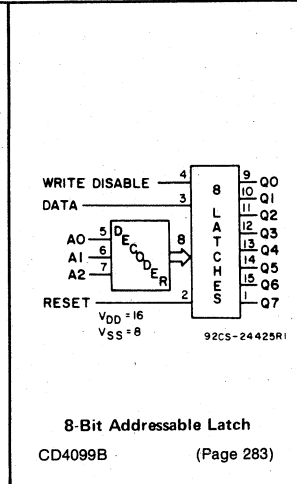 WRITE DISABLE 4
DATA 3
A0 5
A1 6
A2 7
DECODER
8
8 LATCHES
RESET 2
9 Q0
10 Q1
11 Q2
12 Q3
13 Q4
14 Q5
15 Q6
1 Q7
VDD = 16
VSS = 8
92CS-24425R1
8-Bit Addressable Latch
CD4099B (Page 283)